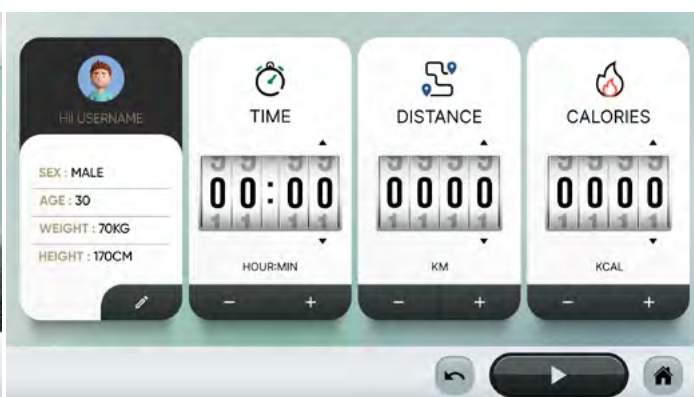 HI! USERNAME
SEX : MALE
AGE : 30
WEIGHT : 70KG
HEIGHT : 170CM
TIME
00:00
HOUR:MIN
− +
DISTANCE
0000
KM
− +
CALORIES
0000
KCAL
− +